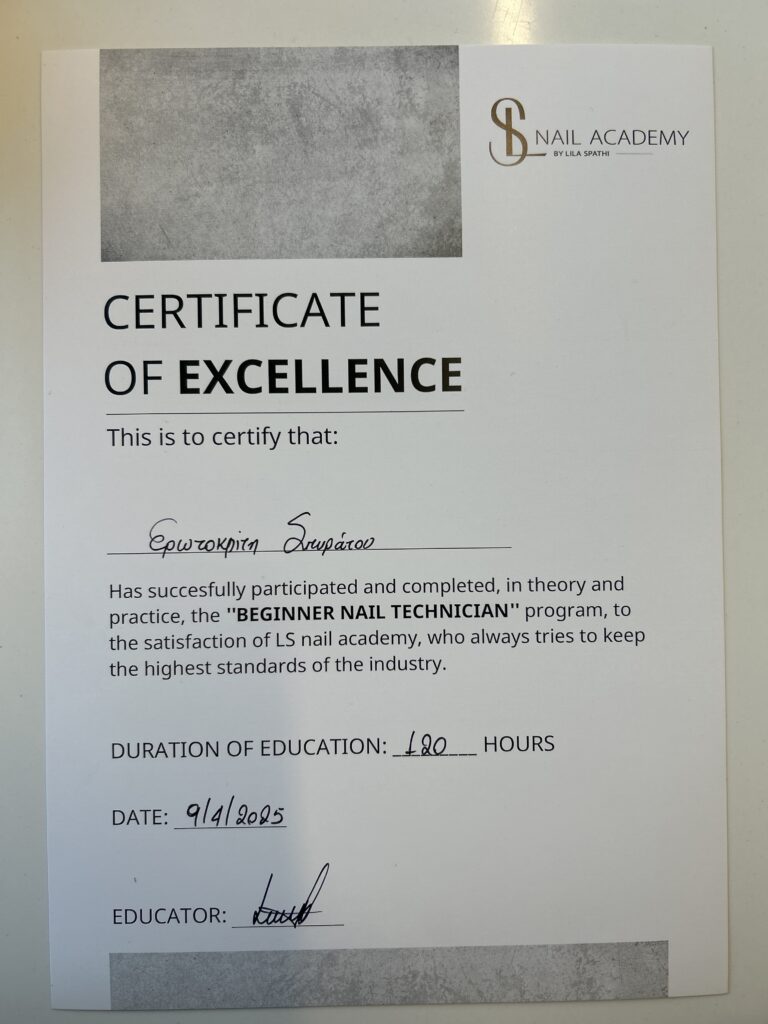 SL NAIL ACADEMY
BY LILA SPATHI
CERTIFICATE
OF EXCELLENCE
This is to certify that:
Ερωτοκρίτη Σπυράτου
Has succesfully participated and completed, in theory and
practice, the "BEGINNER NAIL TECHNICIAN" program, to
the satisfaction of LS nail academy, who always tries to keep
the highest standards of the industry.
DURATION OF EDUCATION: 120 HOURS
DATE: 9/4/2025
EDUCATOR: